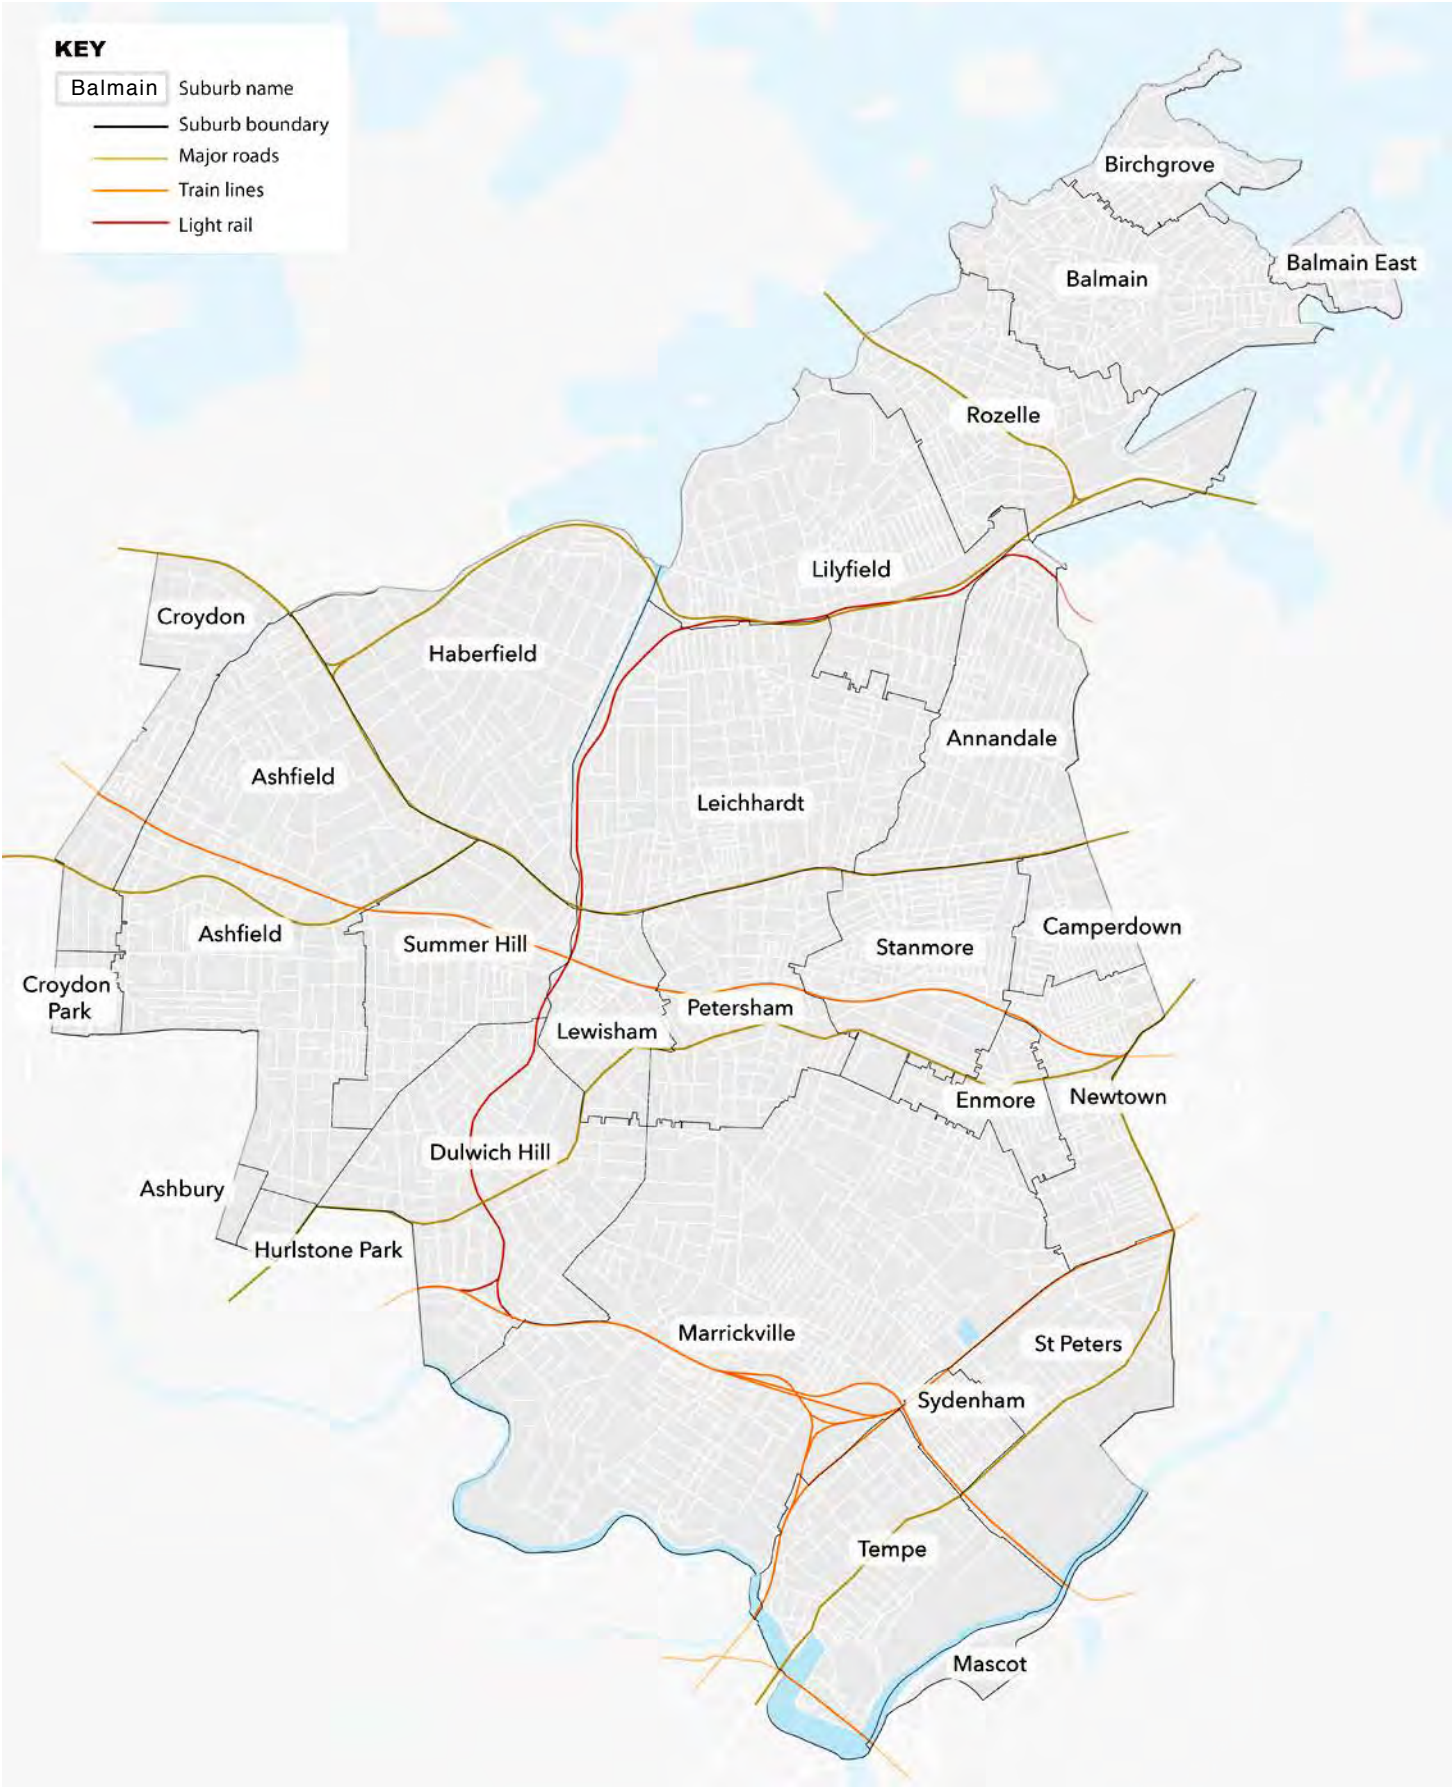 KEY
Balmain Suburb name
Suburb boundary
Major roads
Train lines
Light rail
Birchgrove
Balmain East
Balmain
Rozelle
Lilyfield
Croydon
Haberfield
Annandale
Ashfield
Leichhardt
Camperdown
Ashfield
Summer Hill
Stanmore
Croydon
Park
Petersham
Lewisham
Enmore
Newtown
Dulwich Hill
Ashbury
Hurlstone Park
Marrickville
St Peters
Sydenham
Tempe
Mascot